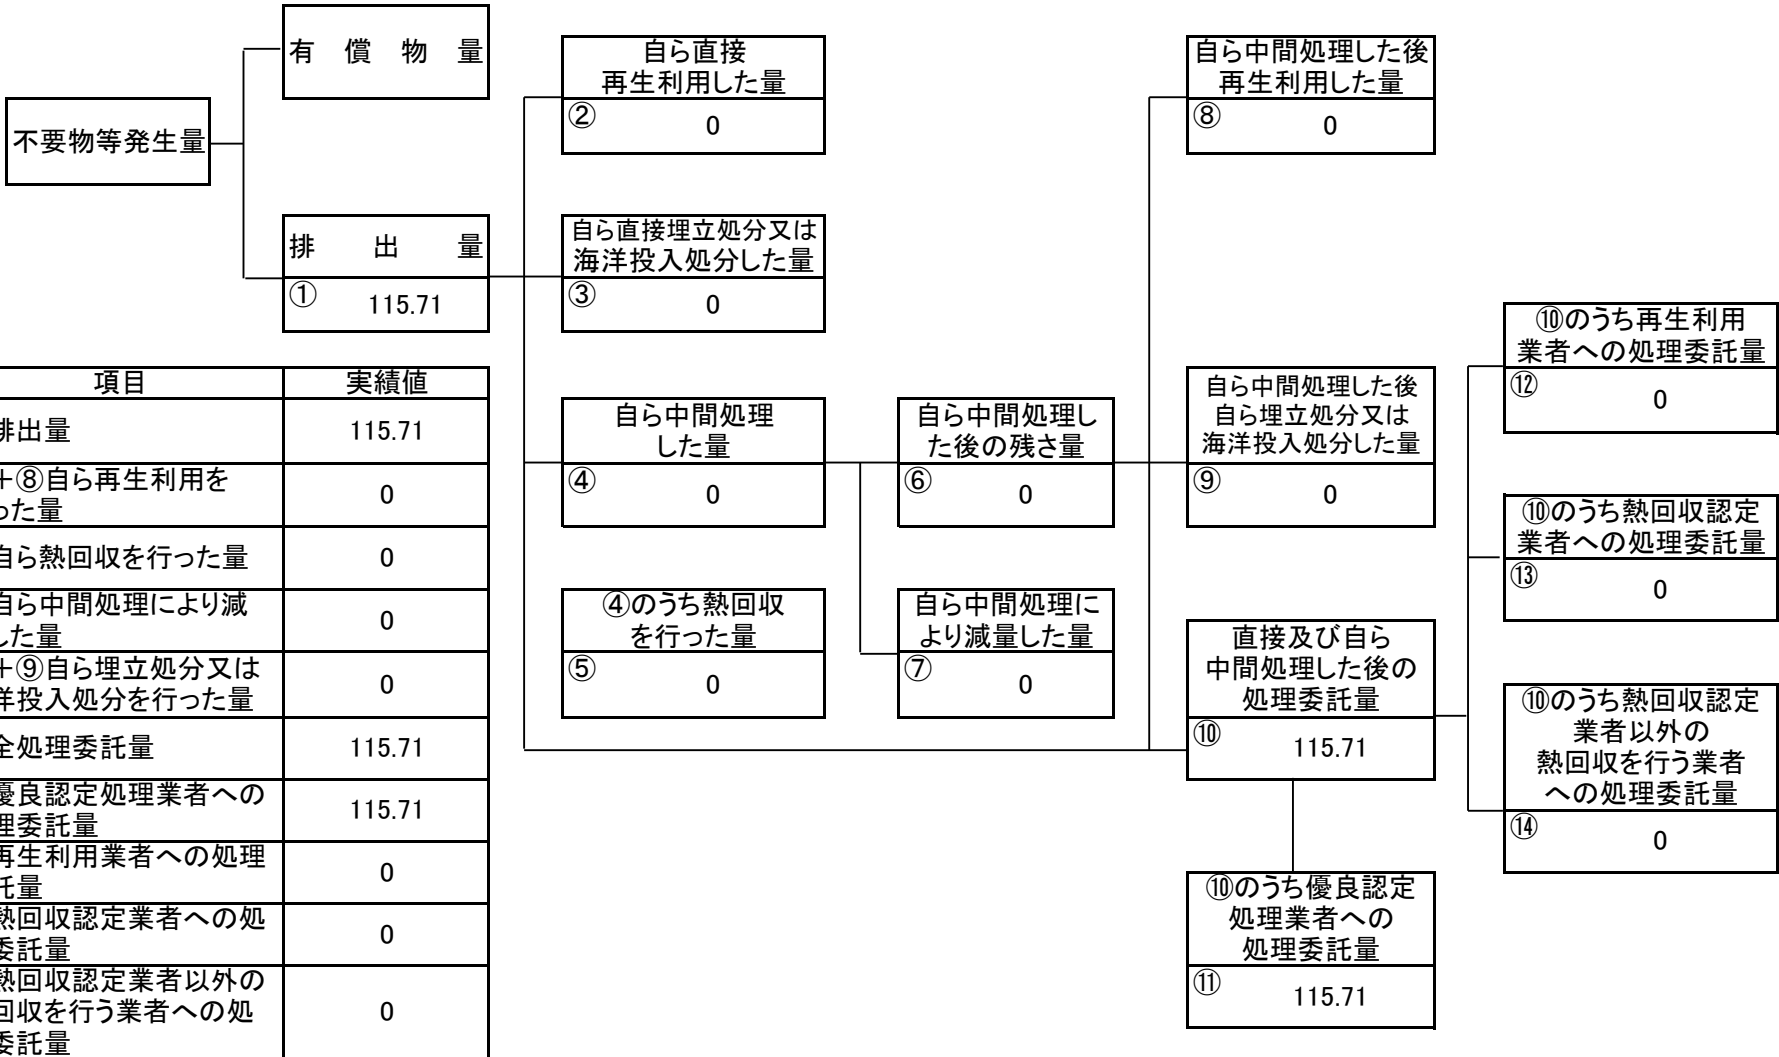 有償物量
不要物等発生量
排出量
①
115.71
自ら直接
再生利用した量
②
0
自ら直接埋立処分又は
海洋投入処分した量
③
0
自ら中間処理
した量
④
0
④のうち熱回収
を行った量
⑤
0
自ら中間処理し
た後の残さ量
⑥
0
自ら中間処理に
より減量した量
⑦
0
自ら中間処理した後
再生利用した量
⑧
0
自ら中間処理した後
自ら埋立処分又は
海洋投入処分した量
⑨
0
直接及び自ら
中間処理した後の
処理委託量
⑩
115.71
⑩のうち優良認定
処理業者への
処理委託量
⑪
115.71
⑩のうち再生利用
業者への処理委託量
⑫
0
⑩のうち熱回収認定
業者への処理委託量
⑬
0
⑩のうち熱回収認定
業者以外の
熱回収を行う業者
への処理委託量
⑭
0
項目 実績値
排出量 115.71
+⑧自ら再生利用を
った量
0
自ら熱回収を行った量 0
自ら中間処理により減
した量
0
+⑨自ら埋立処分又は
洋投入処分を行った量
0
全処理委託量 115.71
優良認定処理業者への
理委託量
115.71
再生利用業者への処理
託量
0
熱回収認定業者への処
委託量
0
熱回収認定業者以外の
回収を行う業者への処
委託量
0